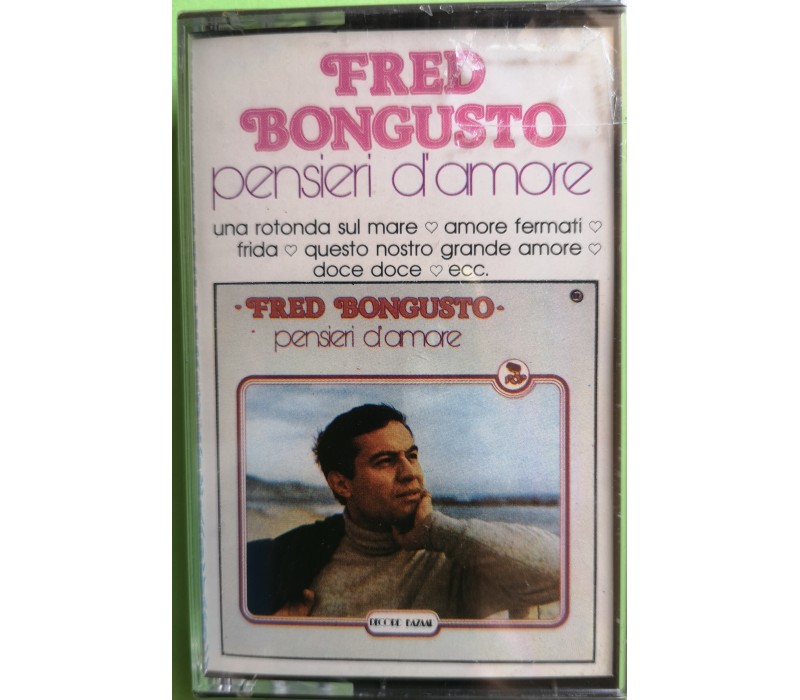 FRED
BONGUSTO
pensieri d'amore
una rotonda sul mare ♡ amore fermati ♡
frida ♡ questo nostro grande amore ♡
doce doce ♡ ecc.
• FRED BONGUSTO •
pensieri d'amore
RECORD BAZAAR